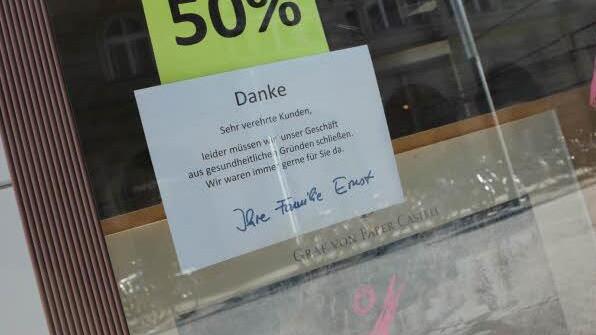 50%
Danke
Sehr verehrte Kunden,
leider müssen wir unser Geschäft
aus gesundheitlichen Gründen schließen.
Wir waren immer gerne für Sie da.
Ihre Familie Ernst
GRAF VON FABER CASTELL
%